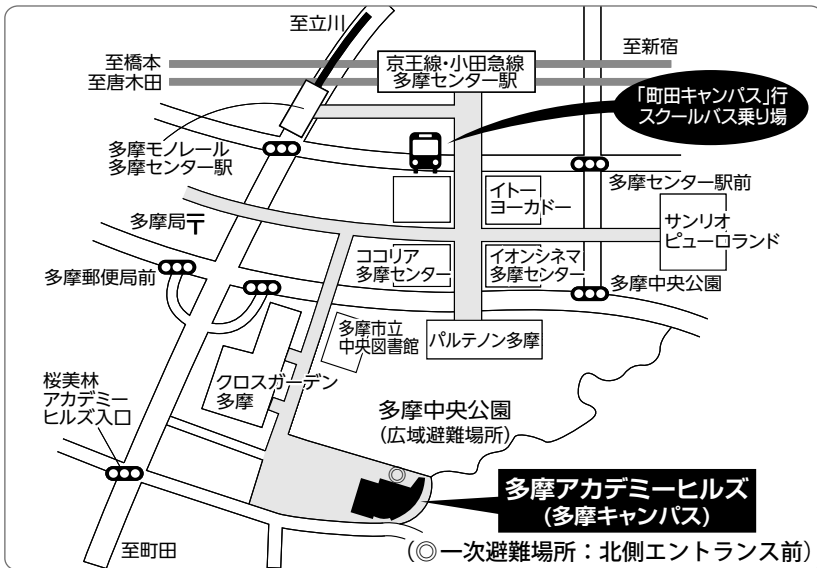 至立川
至橋本
至唐木田
京王線・小田急線
多摩センター駅
至新宿
「町田キャンパス」行
スクールバス乗り場
多摩モノレール
多摩センター駅
多摩センター駅前
イトー
ヨーカドー
サンリオ
ピューロランド
多摩局〒
ココリア
多摩センター
イオンシネマ
多摩センター
多摩郵便局前
多摩中央公園
多摩市立
中央図書館
パルテノン多摩
クロスガーデン
多摩
桜美林
アカデミー
ヒルズ入口
多摩中央公園
(広域避難場所)
◎
多摩アカデミーヒルズ
(多摩キャンパス)
至町田
(◎一次避難場所：北側エントランス前)